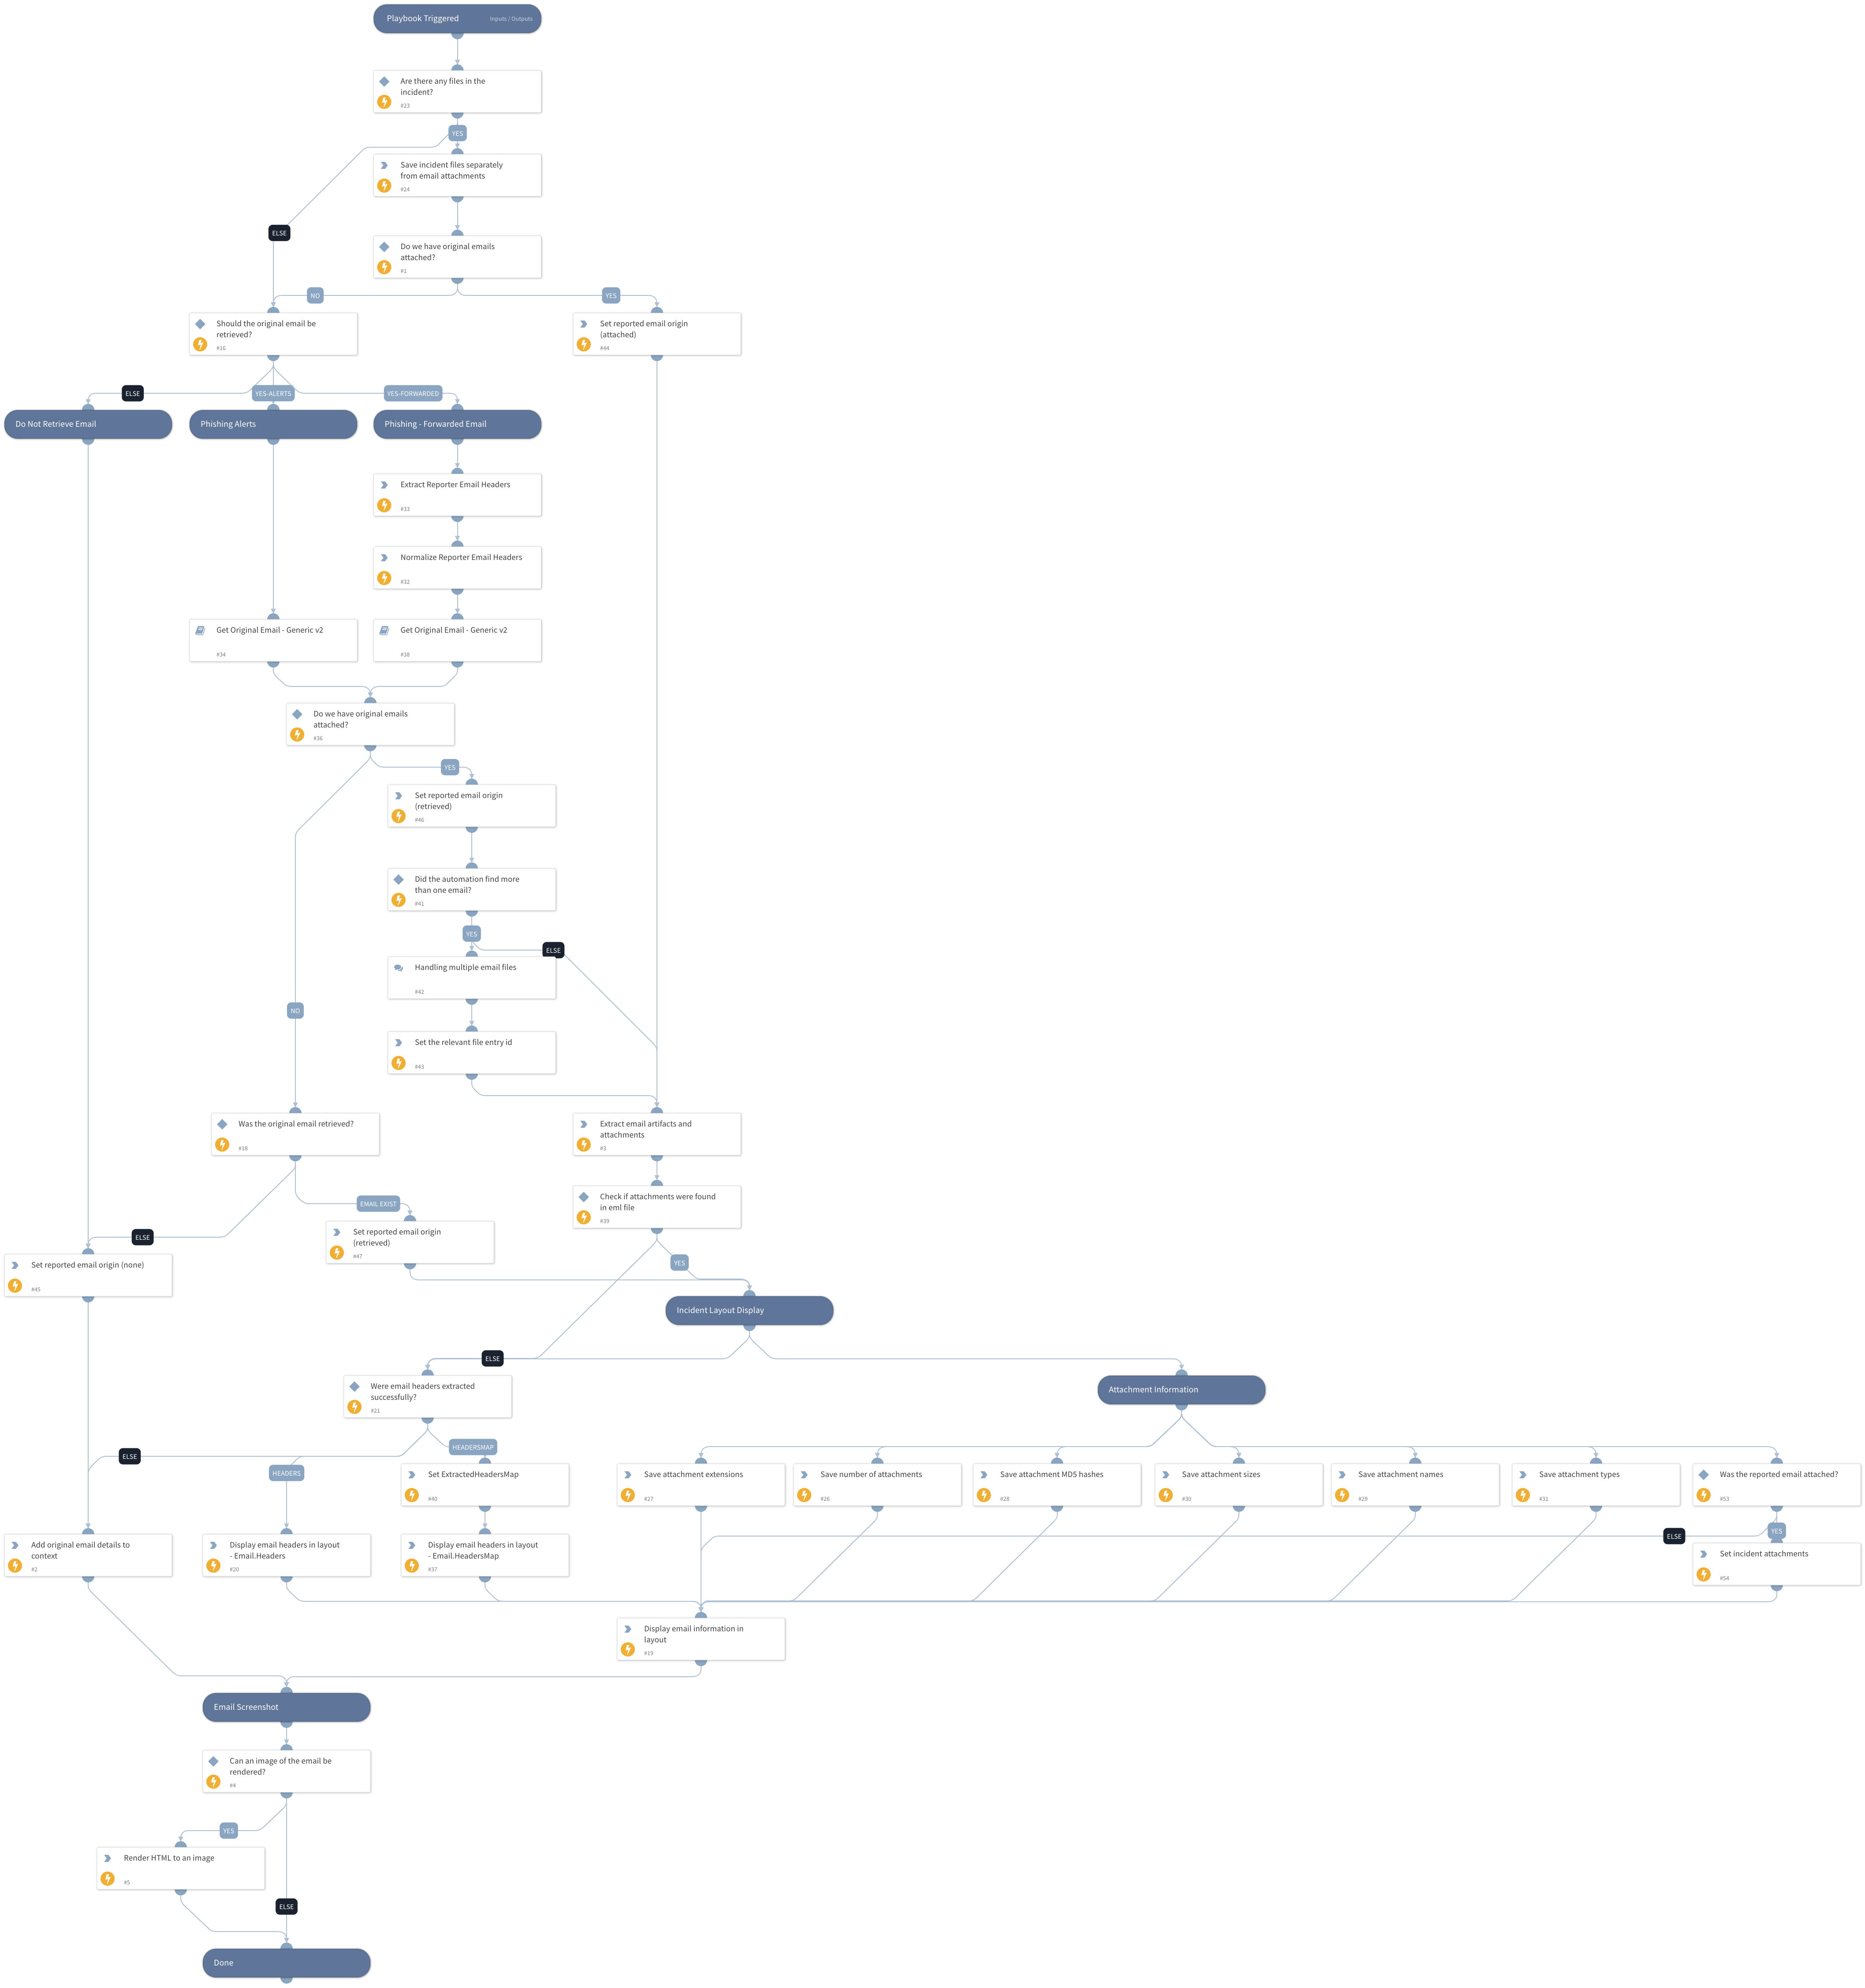 Playbook Triggered
Inputs / Outputs
Are there any files in the
incident?
#23
YES
Save incident files separately
from email attachments
#24
ELSE
Do we have original emails
attached?
#1
NO
YES
Should the original email be
retrieved?
#16
Set reported email origin
(attached)
#44
ELSE
YES-ALERTS
YES-FORWARDED
Do Not Retrieve Email
Phishing Alerts
Phishing - Forwarded Email
Extract Reporter Email Headers
#33
Normalize Reporter Email Headers
#32
Get Original Email - Generic v2
#34
Get Original Email - Generic v2
#38
Do we have original emails
attached?
#36
YES
Set reported email origin
(retrieved)
#46
Did the automation find more
than one email?
#41
YES
ELSE
Handling multiple email files
#42
NO
Set the relevant file entry id
#43
Was the original email retrieved?
#18
Extract email artifacts and
attachments
#3
EMAIL EXIST
Check if attachments were found
in eml file
#39
ELSE
Set reported email origin
(retrieved)
#47
YES
Set reported email origin (none)
#45
Incident Layout Display
ELSE
Were email headers extracted
successfully?
#21
Attachment Information
ELSE
HEADERSMAP
HEADERS
Set ExtractedHeadersMap
#40
Save attachment extensions
#27
Save number of attachments
#26
Save attachment MD5 hashes
#28
Save attachment sizes
#30
Save attachment names
#29
Save attachment types
#31
Was the reported email attached?
#53
ELSE
YES
Add original email details to
context
#2
Display email headers in layout
- Email.Headers
#20
Display email headers in layout
- Email.HeadersMap
#37
Set incident attachments
#54
Display email information in
layout
#19
Email Screenshot
Can an image of the email be
rendered?
#4
YES
Render HTML to an image
#5
ELSE
Done